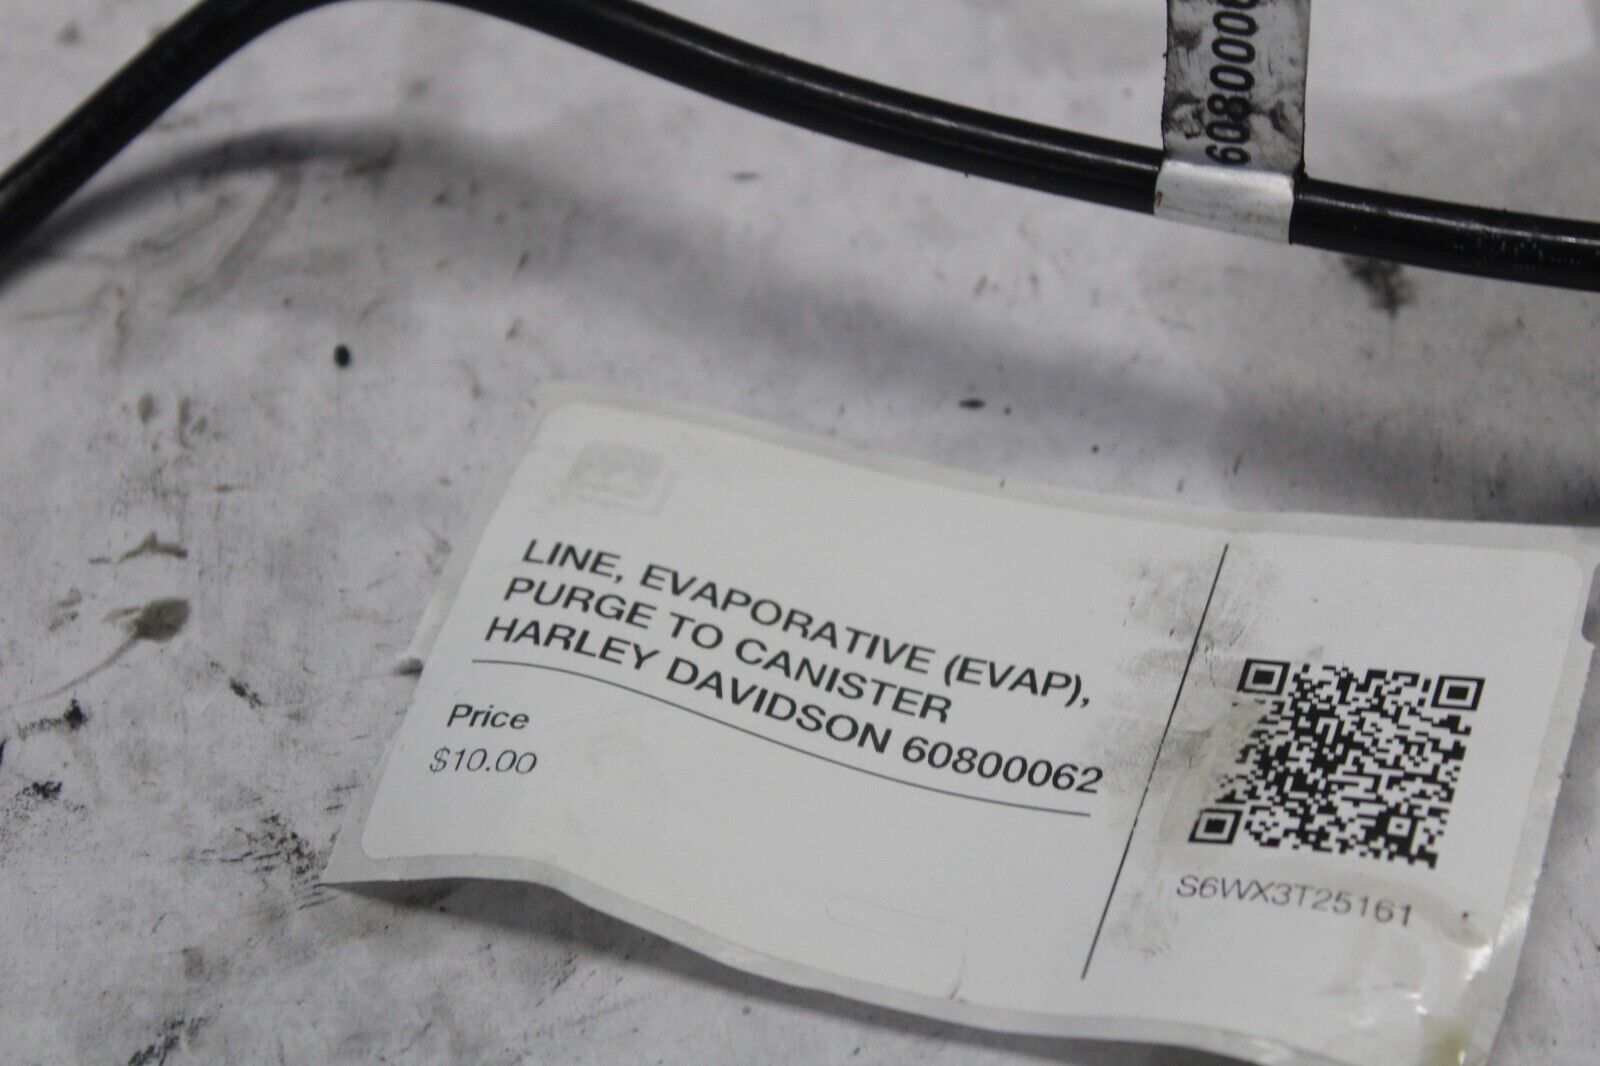 6080000
LINE, EVAPORATIVE (EVAP),
PURGE TO CANISTER
HARLEY DAVIDSON 60800062
Price
$10.00
S6WX3T25161